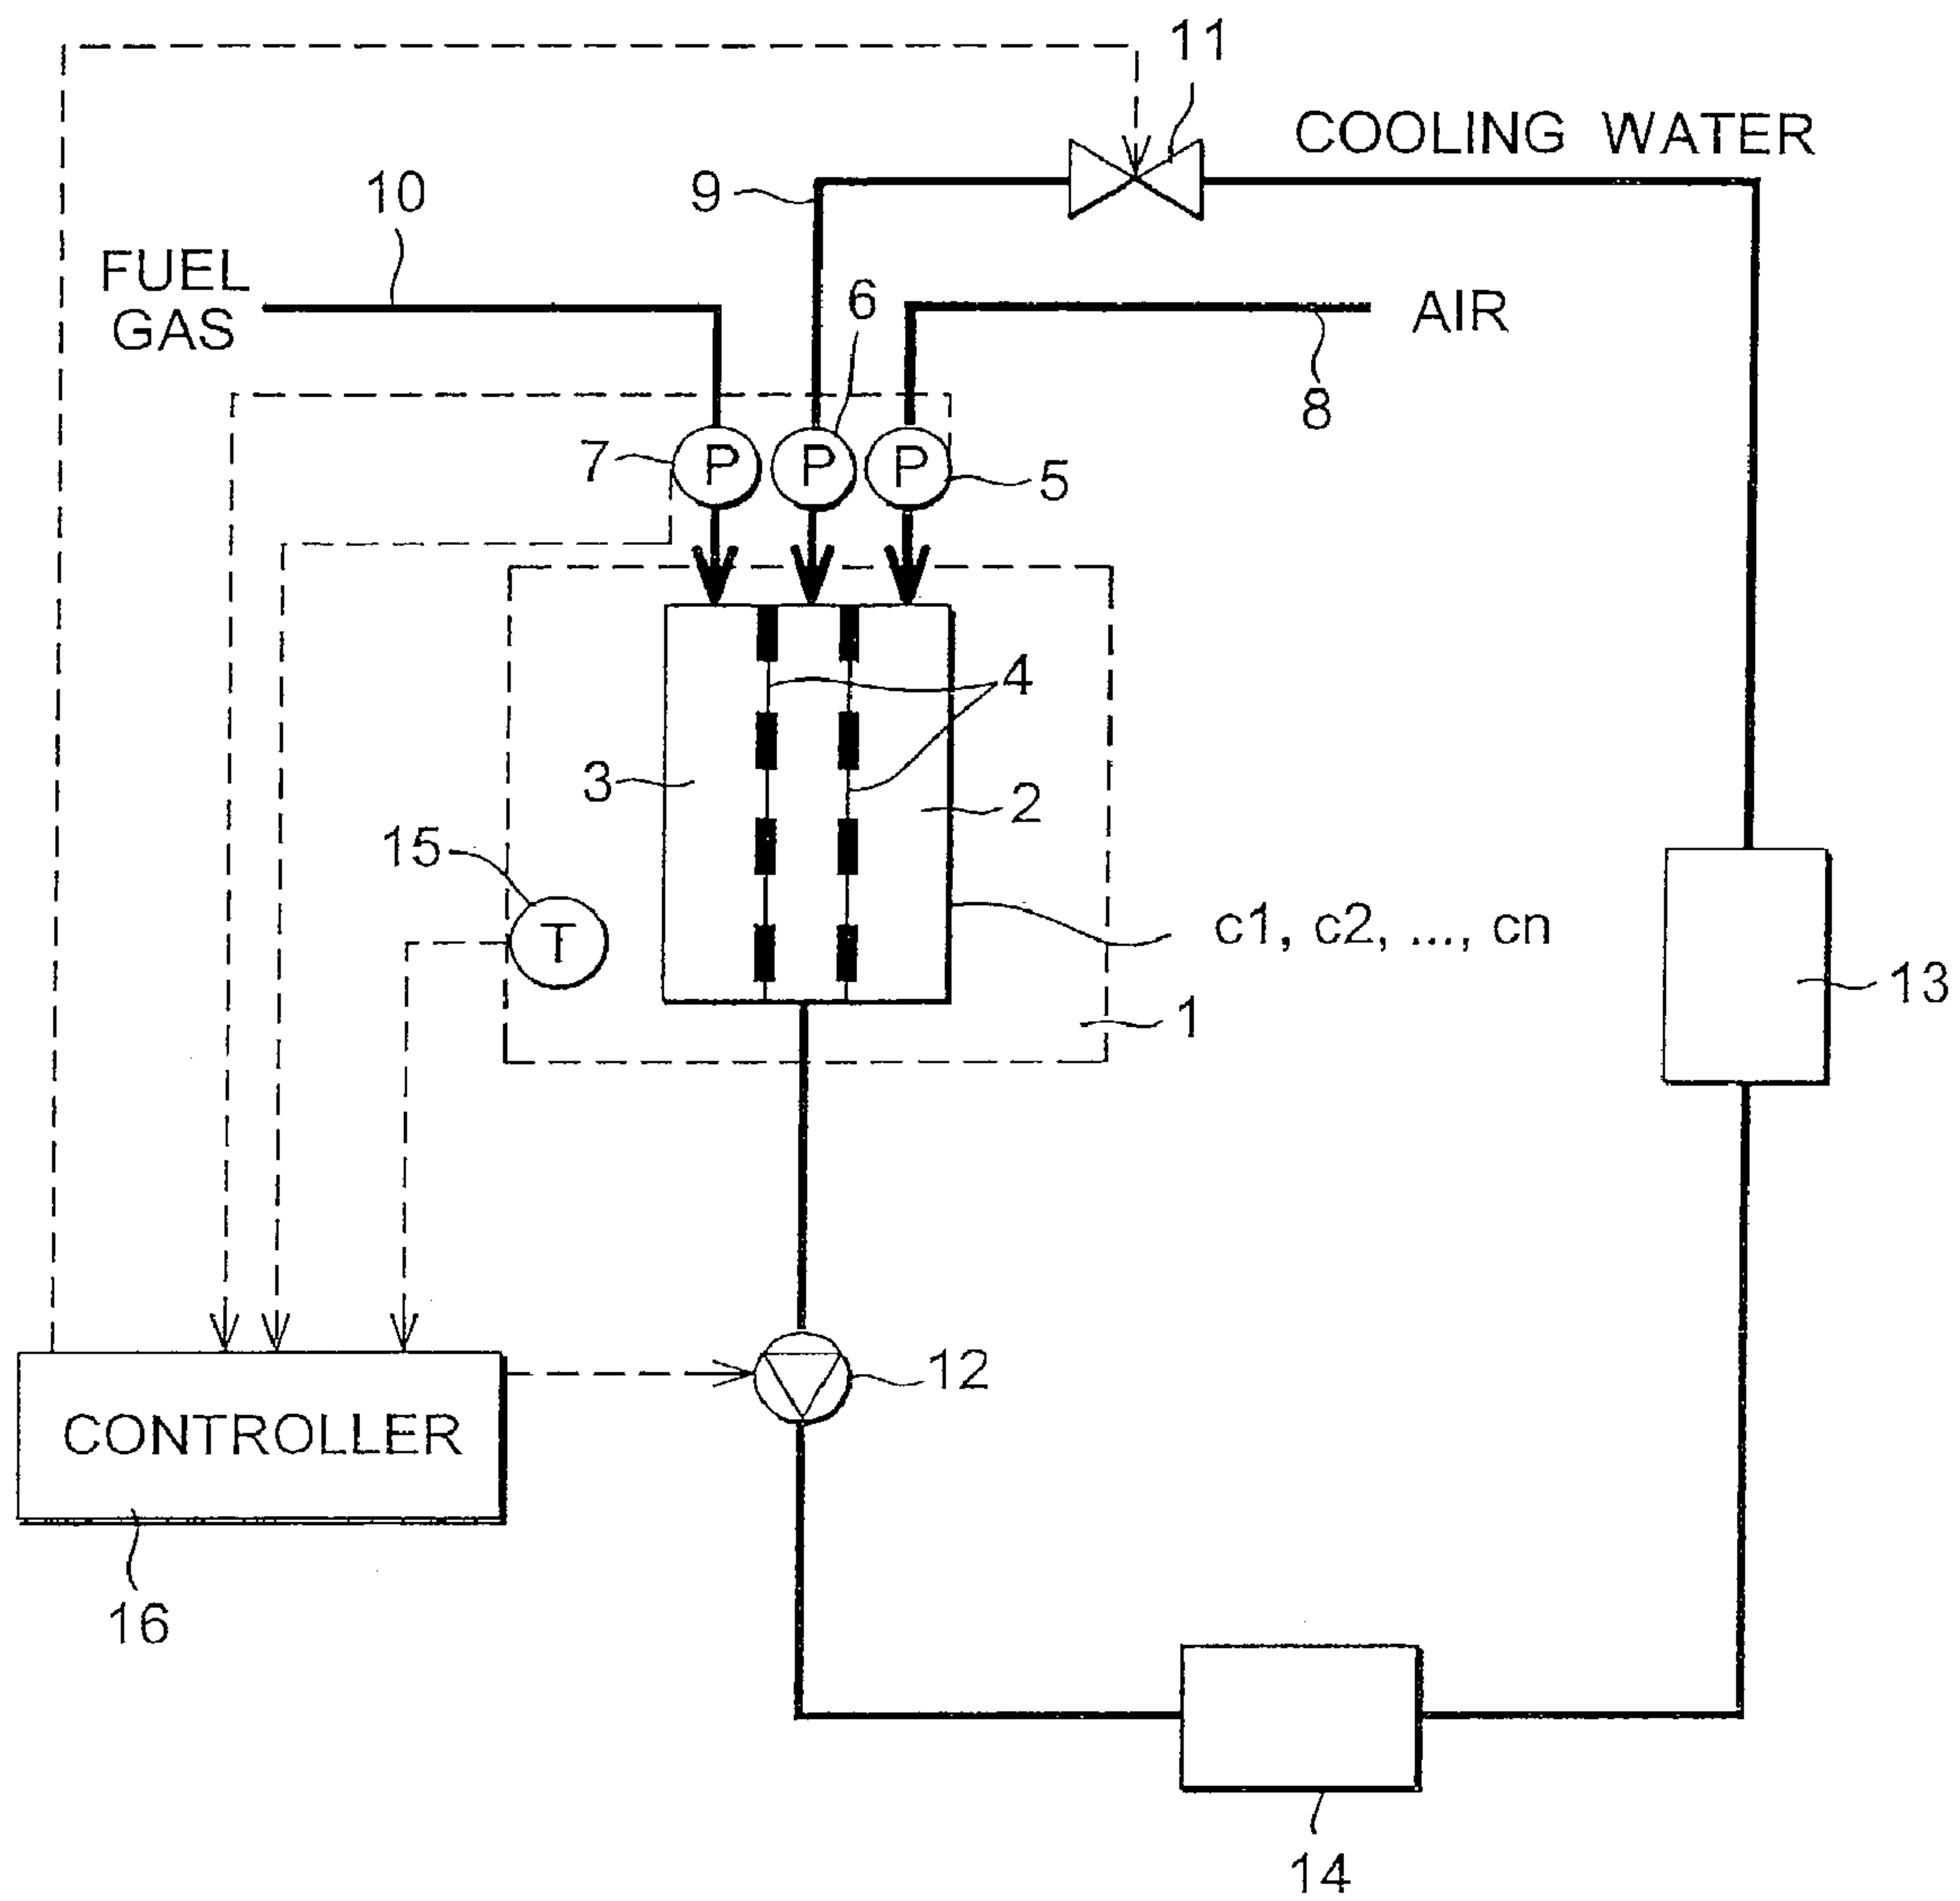 11
COOLING WATER
10
9
FUEL
GAS
6
AIR
8
7
P
P
P
5
4
3
2
15
T
c1, c2, ..., cn
13
1
12
CONTROLLER
16
14